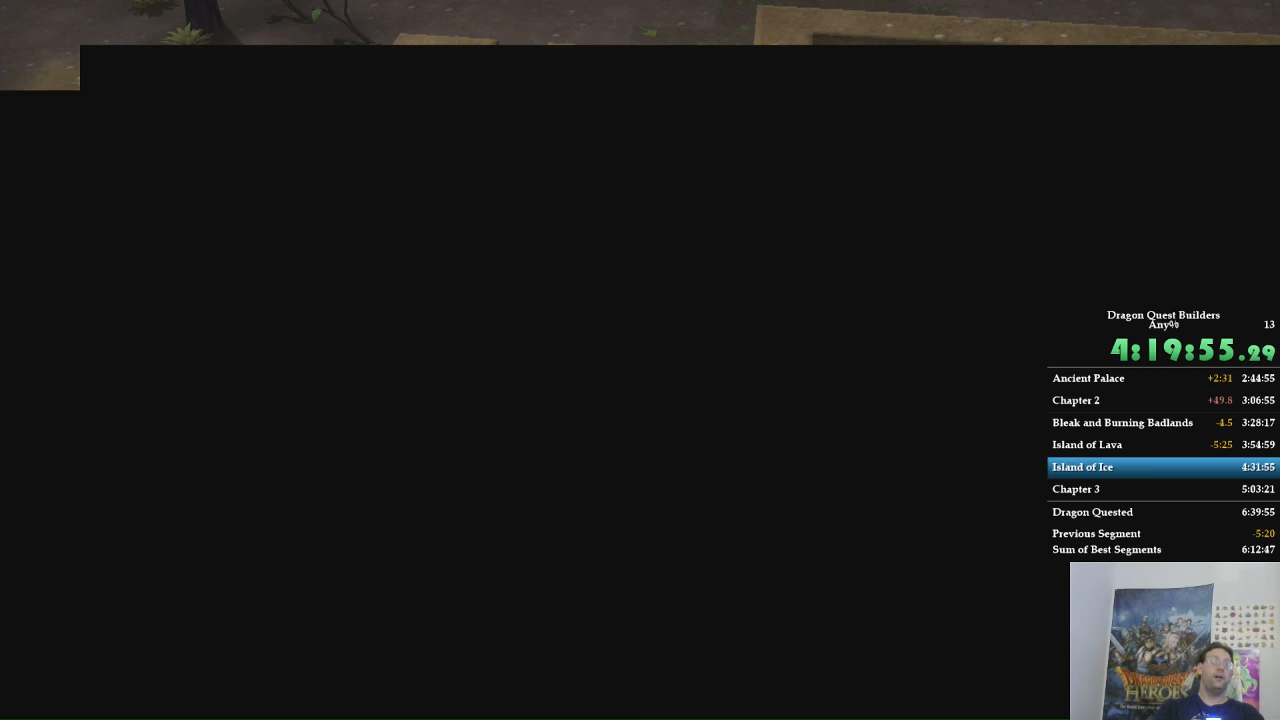 Dragon Quest Builders
Any% 13
4:19:55.29
Ancient Palace +2:31 2:44:55
Chapter 2 +49.8 3:06:55
Bleak and Burning Badlands -4.5 3:28:17
Island of Lava -5:25 3:54:59
Island of Ice 4:31:55
Chapter 3 5:03:21
Dragon Quested 6:39:55
Previous Segment -5:20
Sum of Best Segments 6:12:47
DRAGON QUEST
HEROES